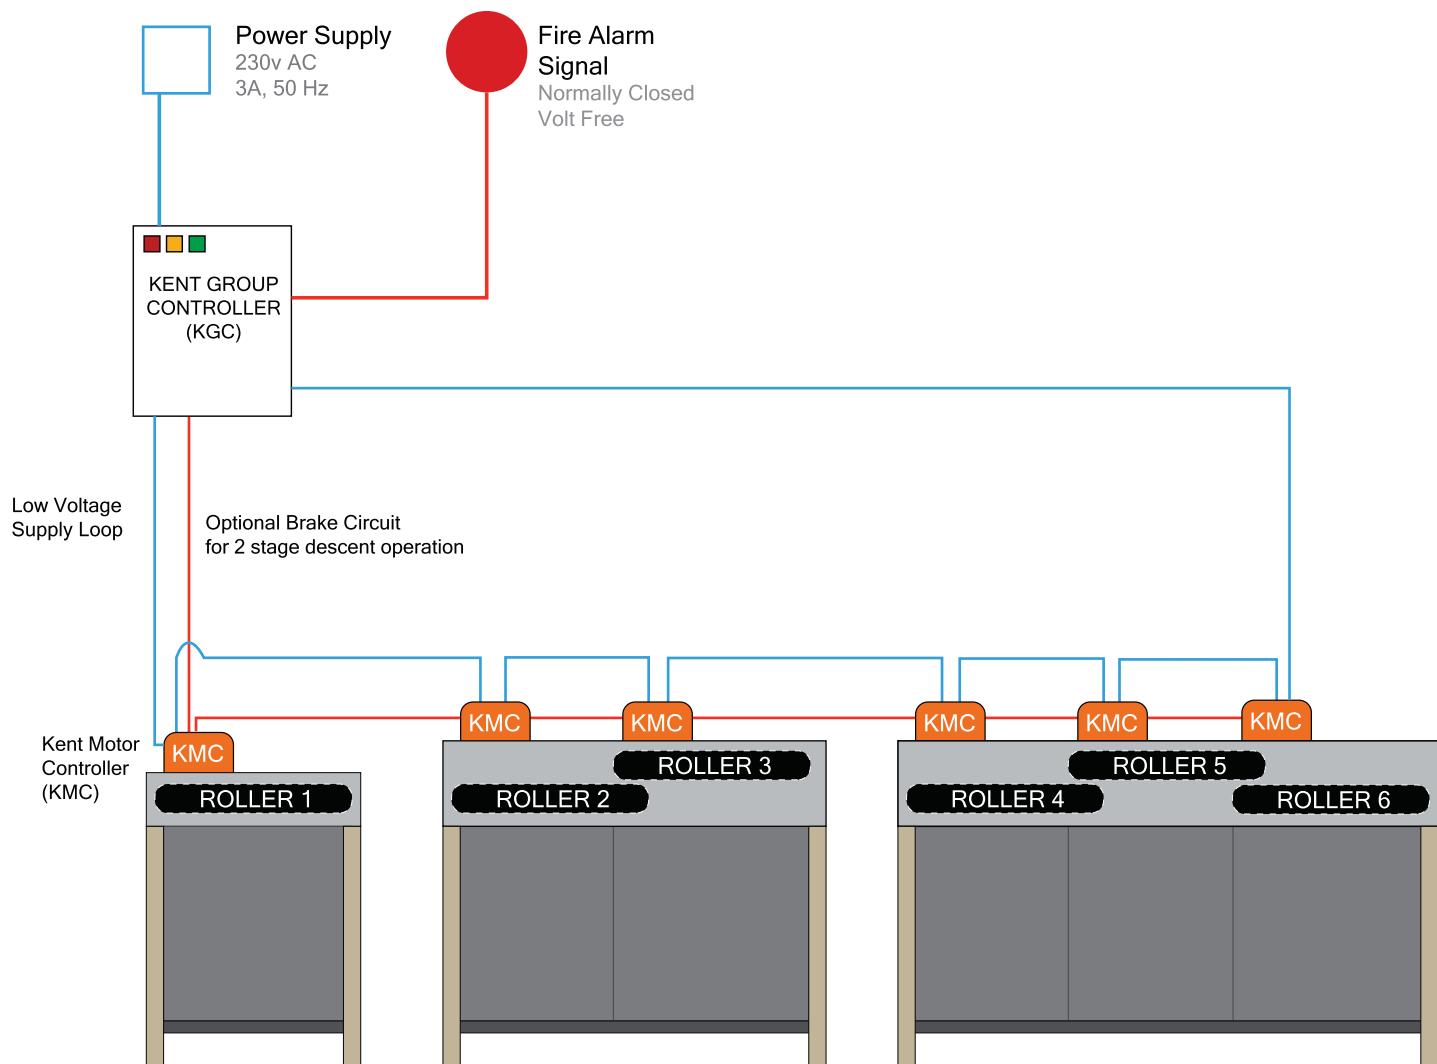 Power Supply
230v AC
3A, 50 Hz
Fire Alarm
Signal
Normally Closed
Volt Free
KENT GROUP
CONTROLLER
(KGC)
Low Voltage
Supply Loop
Optional Brake Circuit
for 2 stage descent operation
Kent Motor
Controller
(KMC)
KMC
KMC
KMC
KMC
KMC
KMC
ROLLER 1
ROLLER 2
ROLLER 3
ROLLER 4
ROLLER 5
ROLLER 6